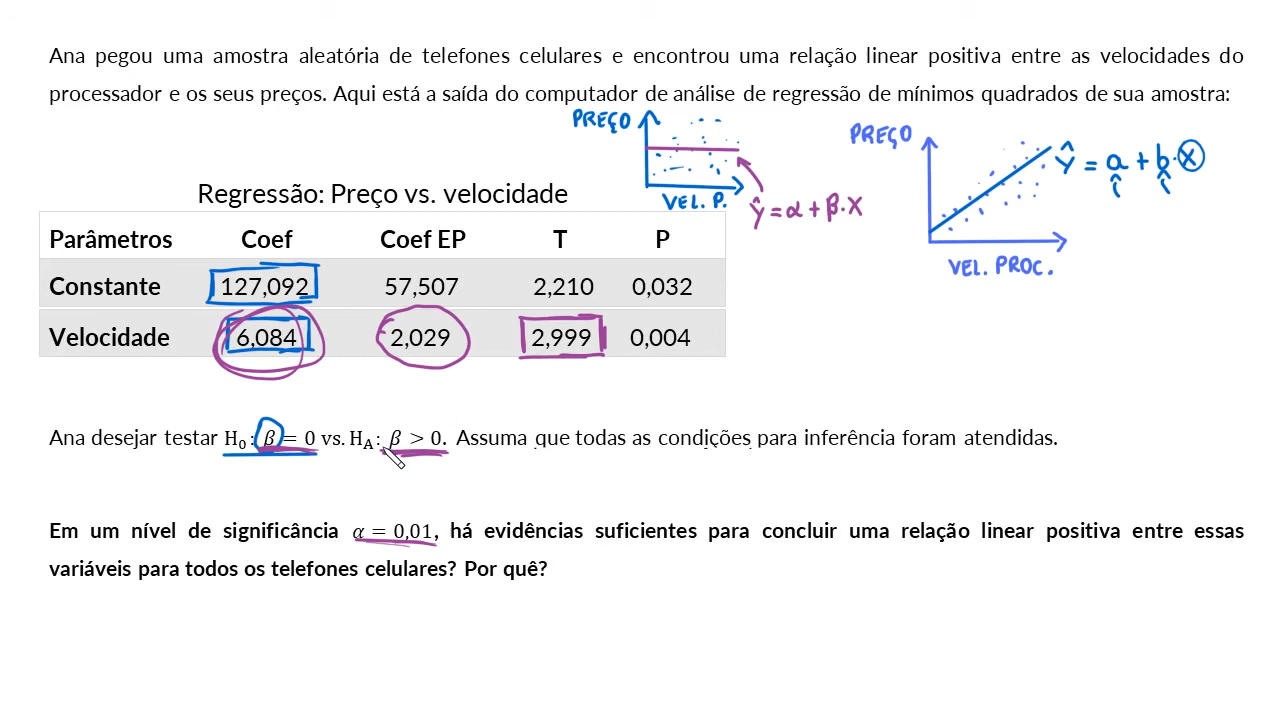 Ana pegou uma amostra aleatória de telefones celulares e encontrou uma relação linear positiva entre as velocidades do
processador e os seus preços. Aqui está a saída do computador de análise de regressão de mínimos quadrados de sua amostra:
PREÇO
VEL. P.
Ŷ = α + β · X
PREÇO
Ŷ = a + b · X
VEL. PROC.
Regressão: Preço vs. velocidade
Parâmetros Coef Coef EP T P
Constante 127,092 57,507 2,210 0,032
Velocidade 6,084 2,029 2,999 0,004
Ana desejar testar H₀ : β = 0 vs. H_A : β > 0. Assuma que todas as condições para inferência foram atendidas.
Em um nível de significância α = 0,01, há evidências suficientes para concluir uma relação linear positiva entre essas
variáveis para todos os telefones celulares? Por quê?